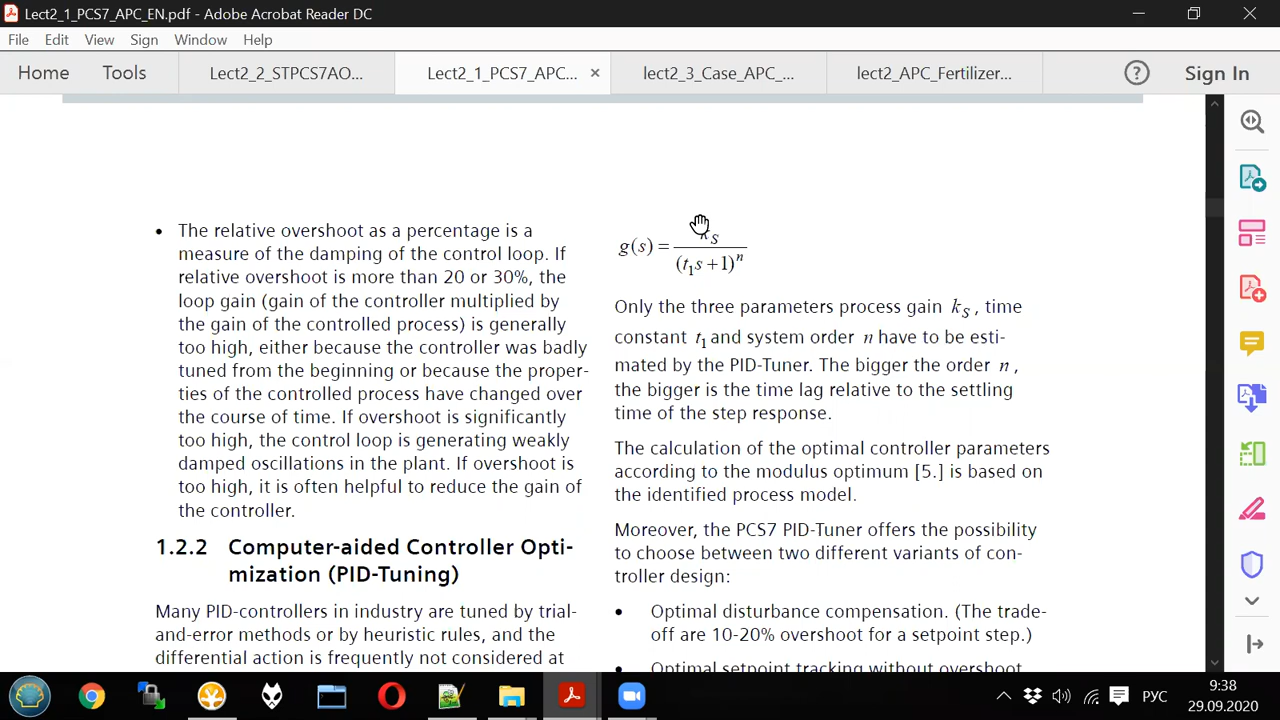 Lect2_1_PCS7_APC_EN.pdf - Adobe Acrobat Reader DC
File Edit View Sign Window Help
Home Tools Lect2_2_STPCS7AO... Lect2_1_PCS7_APC... × lect2_3_Case_APC_... lect2_APC_Fertilizer... ? Sign In
• The relative overshoot as a percentage is a
measure of the damping of the control loop. If
relative overshoot is more than 20 or 30%, the
loop gain (gain of the controller multiplied by
the gain of the controlled process) is generally
too high, either because the controller was badly
tuned from the beginning or because the proper-
ties of the controlled process have changed over
the course of time. If overshoot is significantly
too high, the control loop is generating weakly
damped oscillations in the plant. If overshoot is
too high, it is often helpful to reduce the gain of
the controller.
1.2.2 Computer-aided Controller Opti-
mization (PID-Tuning)
Many PID-controllers in industry are tuned by trial-
and-error methods or by heuristic rules, and the
differential action is frequently not considered at
g(s) = k_S / (t_1 s + 1)^n
Only the three parameters process gain k_S, time
constant t_1 and system order n have to be esti-
mated by the PID-Tuner. The bigger the order n,
the bigger is the time lag relative to the settling
time of the step response.
The calculation of the optimal controller parameters
according to the modulus optimum [5.] is based on
the identified process model.
Moreover, the PCS7 PID-Tuner offers the possibility
to choose between two different variants of con-
troller design:
• Optimal disturbance compensation. (The trade-
off are 10-20% overshoot for a setpoint step.)
• Optimal setpoint tracking without overshoot
РУС
9:38
29.09.2020